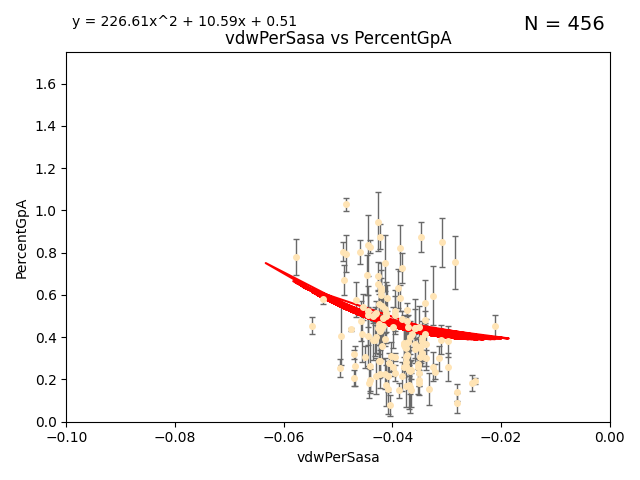 y = 226.61x^2 + 10.59x + 0.51
N = 456
vdwPerSasa vs PercentGpA
1.6
1.4
1.2
1.0
0.8
0.6
0.4
0.2
0.0
PercentGpA
−0.10 −0.08 −0.06 −0.04 −0.02 0.00
vdwPerSasa